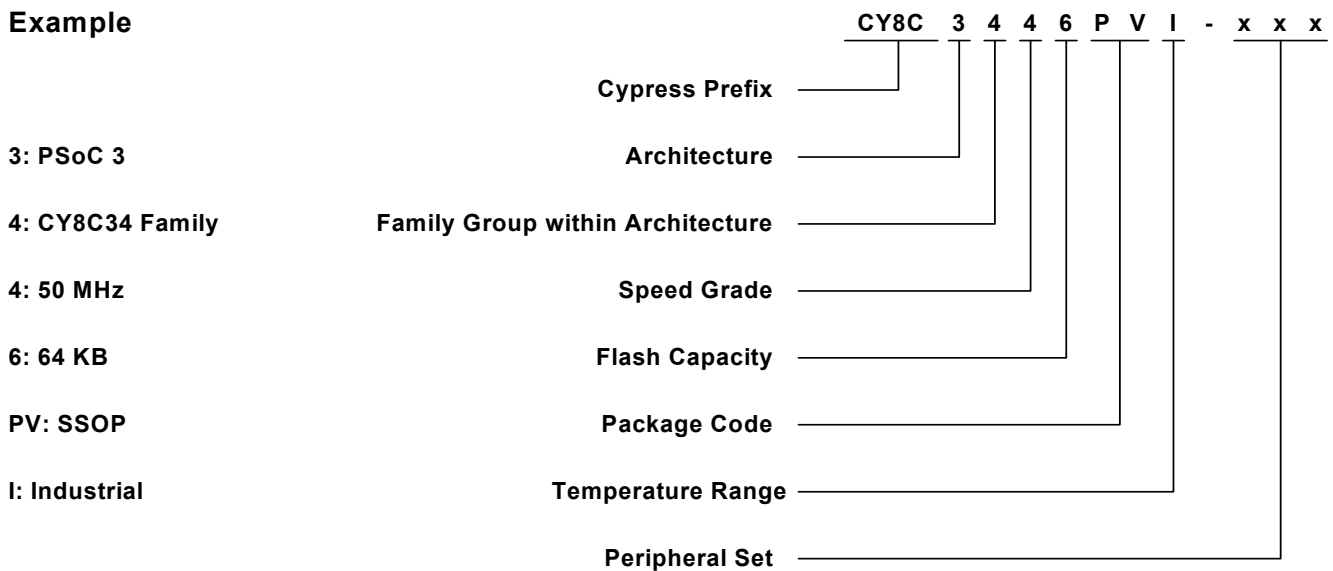 Example CY8C 3 4 4 6 P V I - x x x
Cypress Prefix
3: PSoC 3 Architecture
4: CY8C34 Family Family Group within Architecture
4: 50 MHz Speed Grade
6: 64 KB Flash Capacity
PV: SSOP Package Code
I: Industrial Temperature Range
Peripheral Set